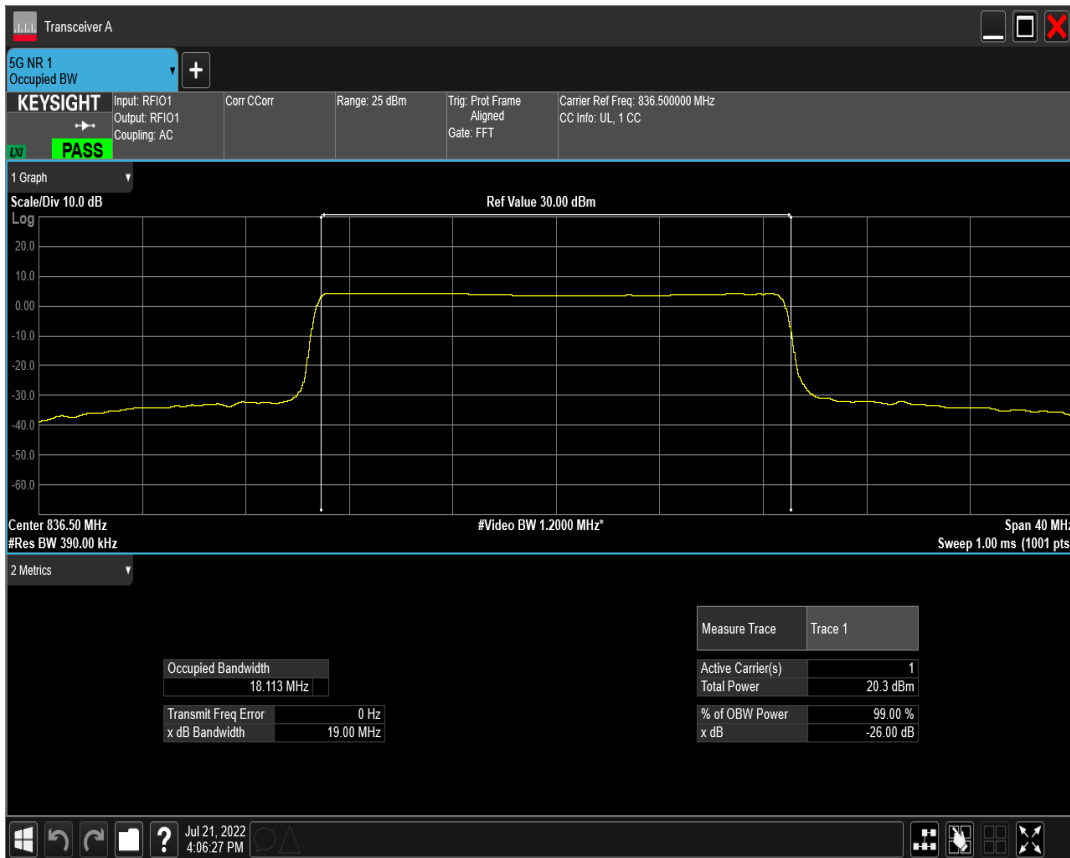 Transceiver A
5G NR 1
Occupied BW
KEYSIGHT
LXI
PASS
Input: RFIO1
Output: RFIO1
Coupling: AC
Corr CCorr
Range: 25 dBm
Trig: Prot Frame
Aligned
Gate: FFT
Carrier Ref Freq: 836.500000 MHz
CC Info: UL, 1 CC
1 Graph
Scale/Div 10.0 dB
Ref Value 30.00 dBm
Log
20.0
10.0
0.00
-10.0
-20.0
-30.0
-40.0
-50.0
-60.0
Center 836.50 MHz
#Video BW 1.2000 MHz*
Span 40 MHz
#Res BW 390.00 kHz
Sweep 1.00 ms (1001 pts
2 Metrics
Measure Trace Trace 1
Occupied Bandwidth
18.113 MHz
Active Carrier(s) 1
Total Power 20.3 dBm
Transmit Freq Error 0 Hz
x dB Bandwidth 19.00 MHz
% of OBW Power 99.00 %
x dB -26.00 dB
?
Jul 21, 2022
4:06:27 PM